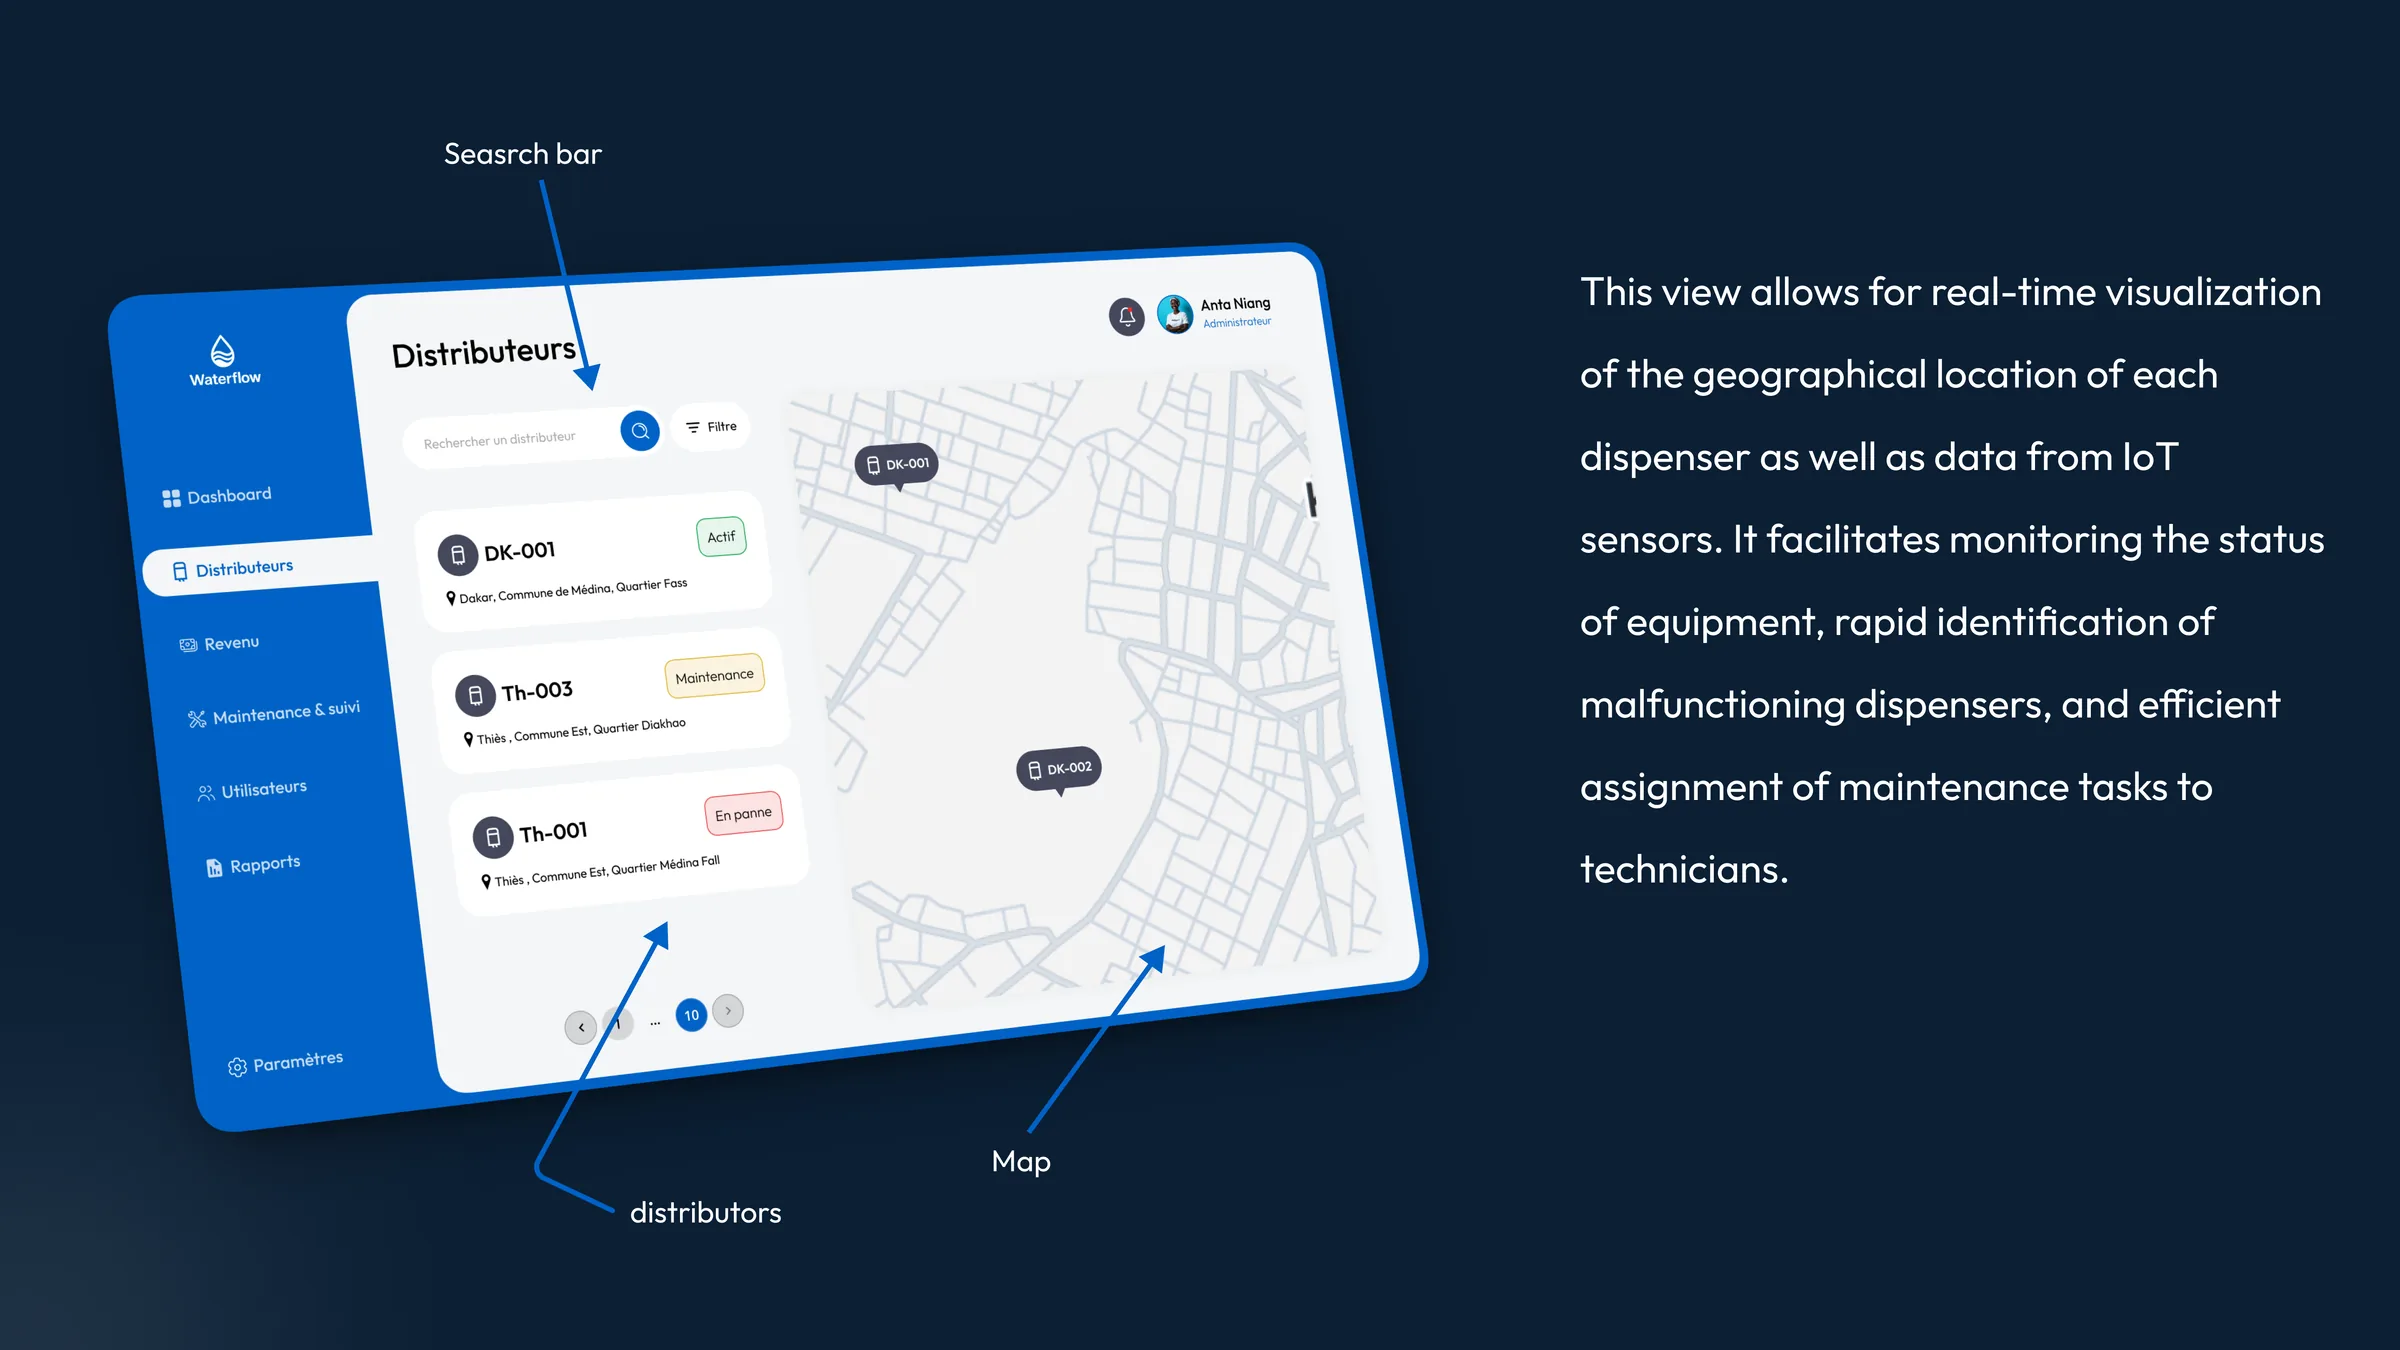 Seasrch bar
Waterflow
Dashboard
Distributeurs
Revenu
Maintenance & suivi
Utilisateurs
Rapports
Paramètres
Distributeurs
Anta Niang
Administrateur
Rechercher un distributeur
Filtre
DK-001
Actif
Dakar, Commune de Médina, Quartier Fass
Th-003
Maintenance
Thiès , Commune Est, Quartier Diakhao
Th-001
En panne
Thiès , Commune Est, Quartier Médina Fall
1 ... 10
DK-001
DK-002
Map
distributors
This view allows for real-time visualization
of the geographical location of each
dispenser as well as data from IoT
sensors. It facilitates monitoring the status
of equipment, rapid identification of
malfunctioning dispensers, and efficient
assignment of maintenance tasks to
technicians.